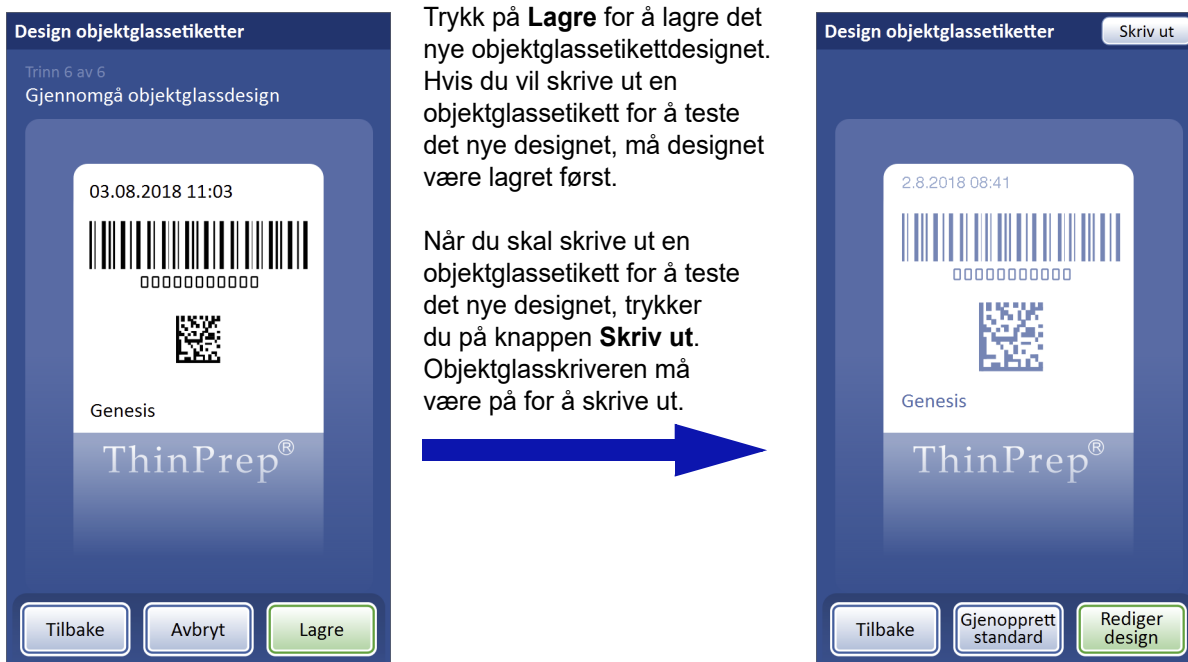 Design objektglassetiketter
Trinn 6 av 6
Gjennomgå objektglassdesign
03.08.2018 11:03
00000000000
Genesis
ThinPrep®
Tilbake
Avbryt
Lagre
Trykk på Lagre for å lagre det
nye objektglassetikettdesignet.
Hvis du vil skrive ut en
objektglassetikett for å teste
det nye designet, må designet
være lagret først.
Når du skal skrive ut en
objektglassetikett for å teste
det nye designet, trykker
du på knappen Skriv ut.
Objektglasskriveren må
være på for å skrive ut.
Design objektglassetiketter
Skriv ut
2.8.2018 08:41
00000000000
Genesis
ThinPrep®
Tilbake
Gjenopprett
standard
Rediger
design